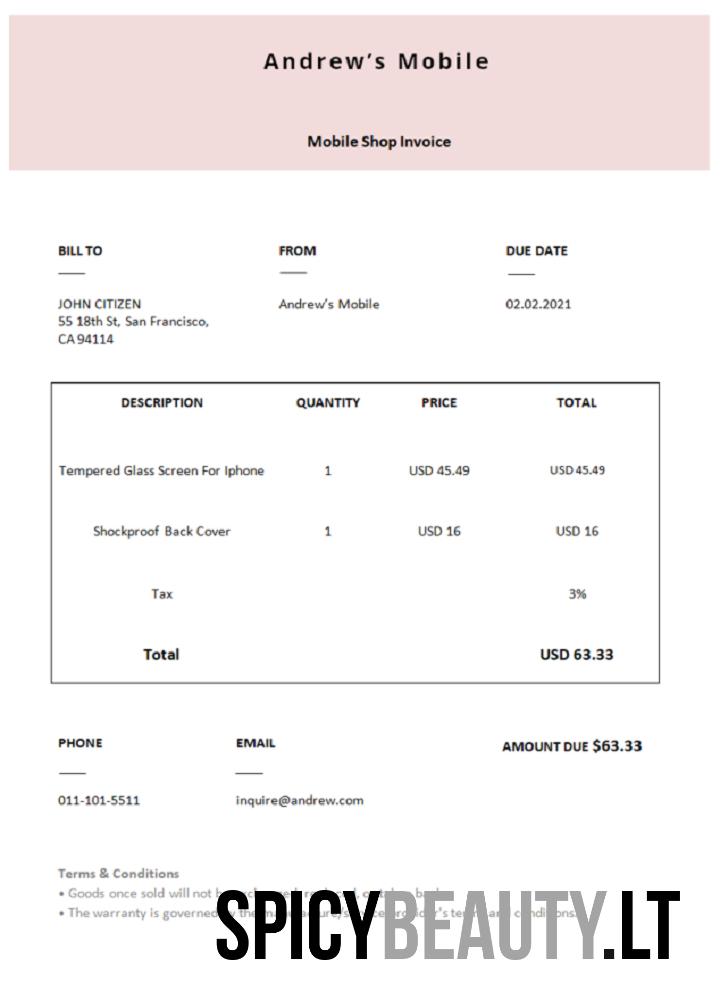 Andrew's Mobile
Mobile Shop Invoice
BILL TO FROM DUE DATE
JOHN CITIZEN Andrew's Mobile 02.02.2021
55 18th St, San Francisco,
CA 94114
DESCRIPTION QUANTITY PRICE TOTAL
Tempered Glass Screen For Iphone 1 USD 45.49 USD 45.49
Shockproof Back Cover 1 USD 16 USD 16
Tax 3%
Total USD 63.33
PHONE EMAIL AMOUNT DUE $63.33
011-101-5511 inquire@andrew.com
Terms & Conditions
• Goods once sold will not
• The warranty is governed
SPICYBEAUTY.LT